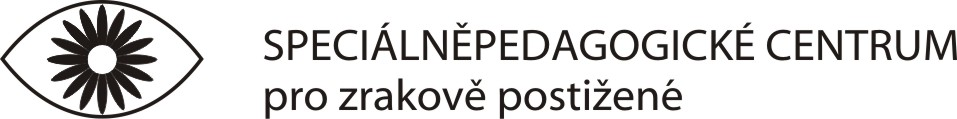 SPECIÁLNĚPEDAGOGICKÉ CENTRUM
pro zrakově postižené